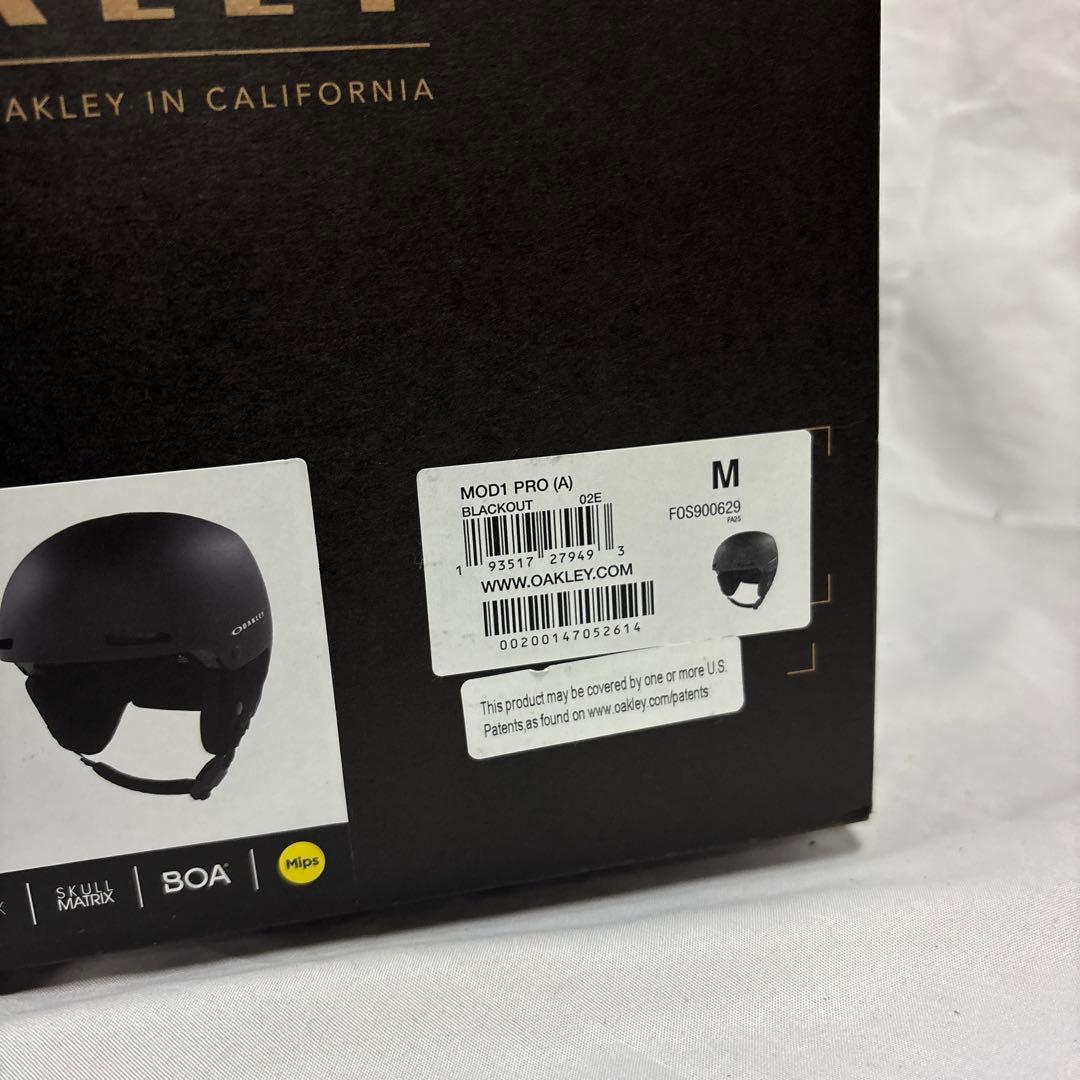 AKLEY IN CALIFORNIA
MOD1 PRO (A)
BLACKOUT
02E
M
FOS900629
FA25
1 93517 27949 3
WWW.OAKLEY.COM
00200147052614
This product may be covered by one or more U.S.
Patents,as found on www.oakley.com/patents
OAKLEY
SKULL
MATRIX
BOA
Mips